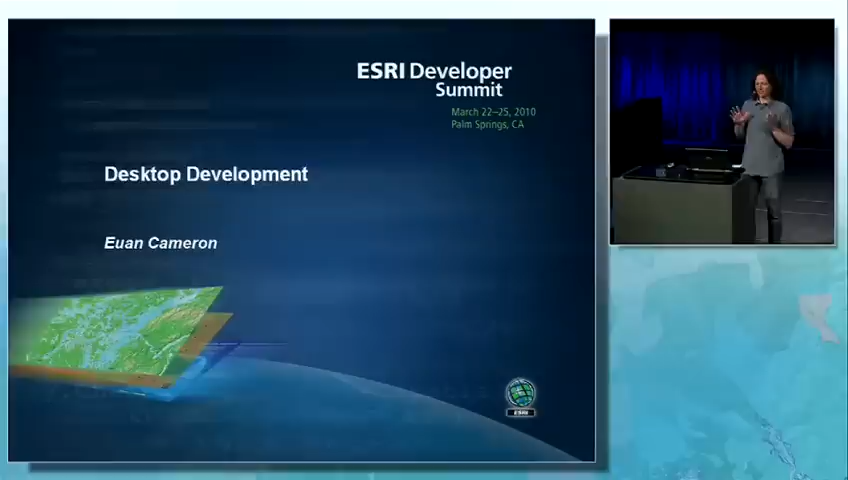 ESRI Developer
Summit
March 22–25, 2010
Palm Springs, CA
Desktop Development
Euan Cameron
ESRI